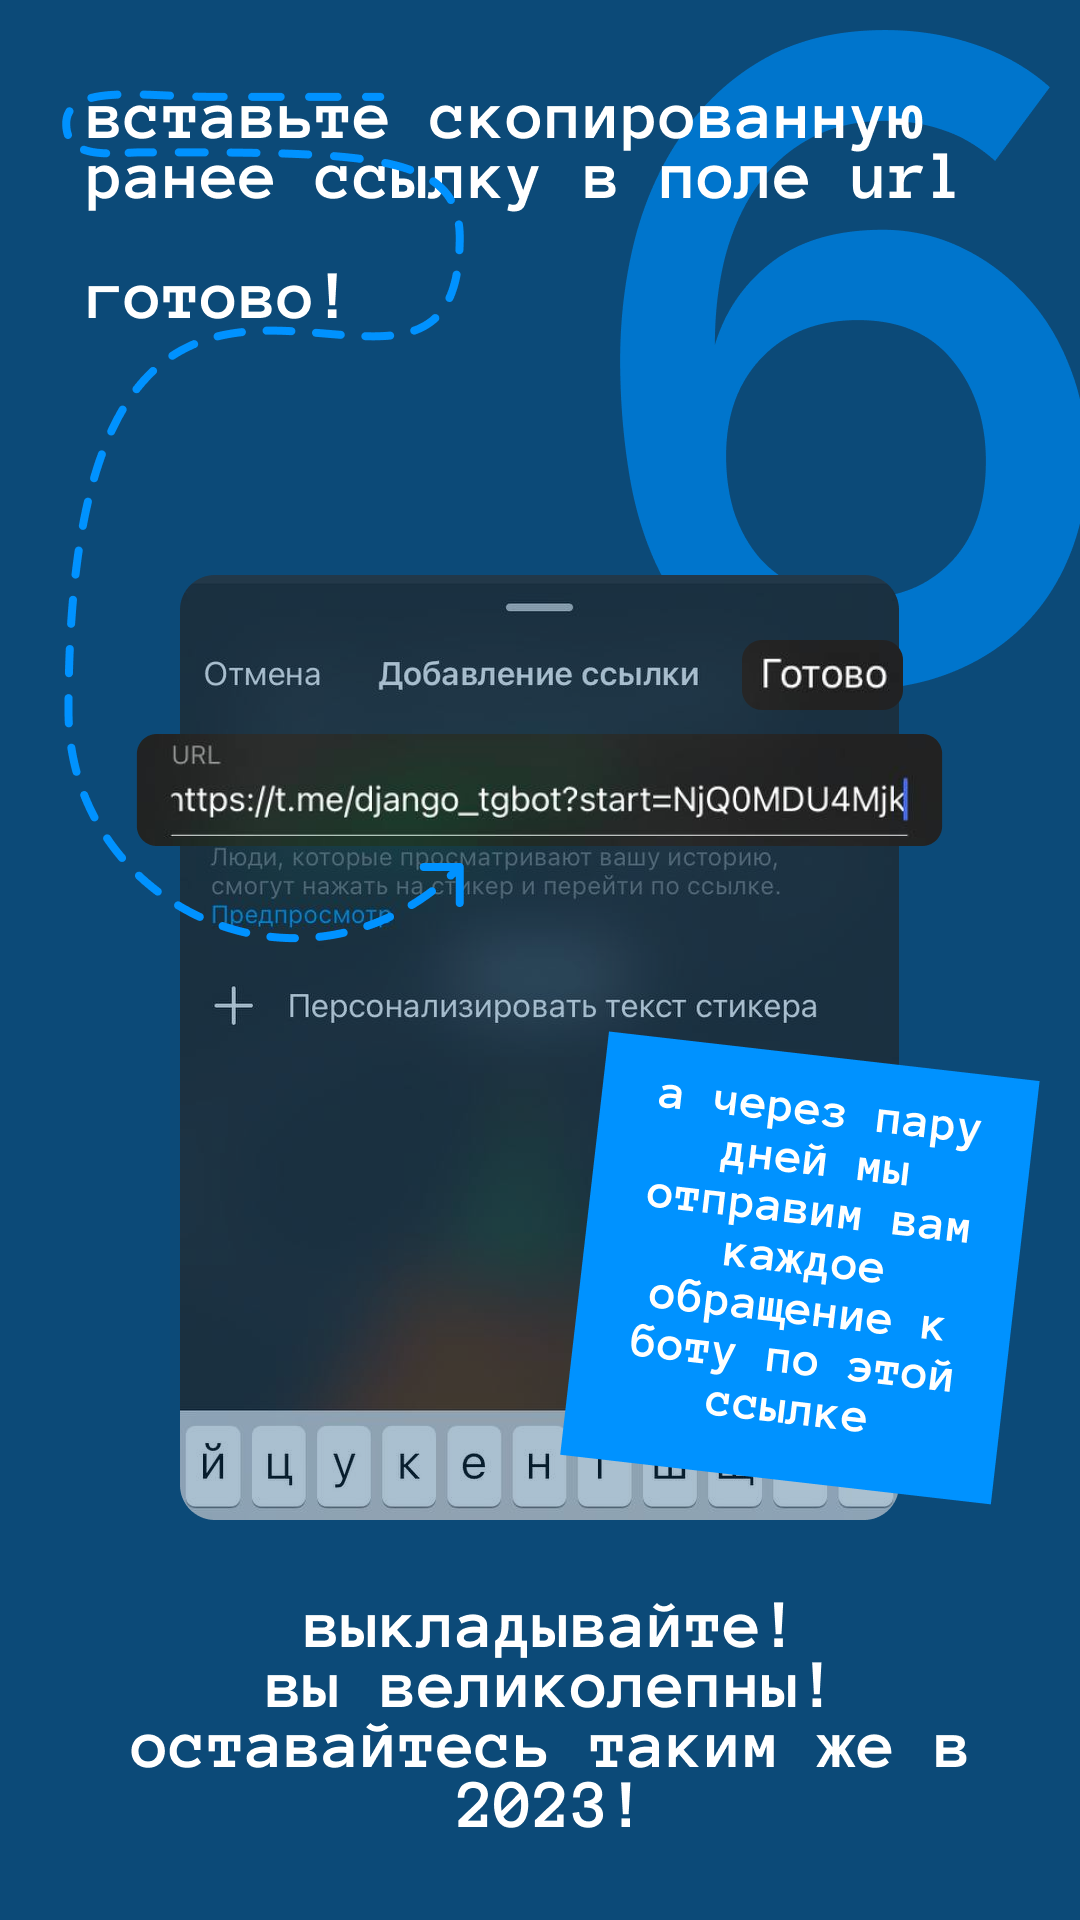 6
вставьте скопированную
ранее ссылку в поле url
готово!
Отмена
Добавление ссылки
Готово
URL
https://t.me/django_tgbot?start=NjQ0MDU4Mjk
Люди, которые просматривают вашу историю,
смогут нажать на стикер и перейти по ссылке.
Предпросмотр
Персонализировать текст стикера
а через пару
дней мы
отправим вам
каждое
обращение к
боту по этой
ссылке
й ц у к е н г ш щ
выкладывайте!
вы великолепны!
оставайтесь таким же в
2023!